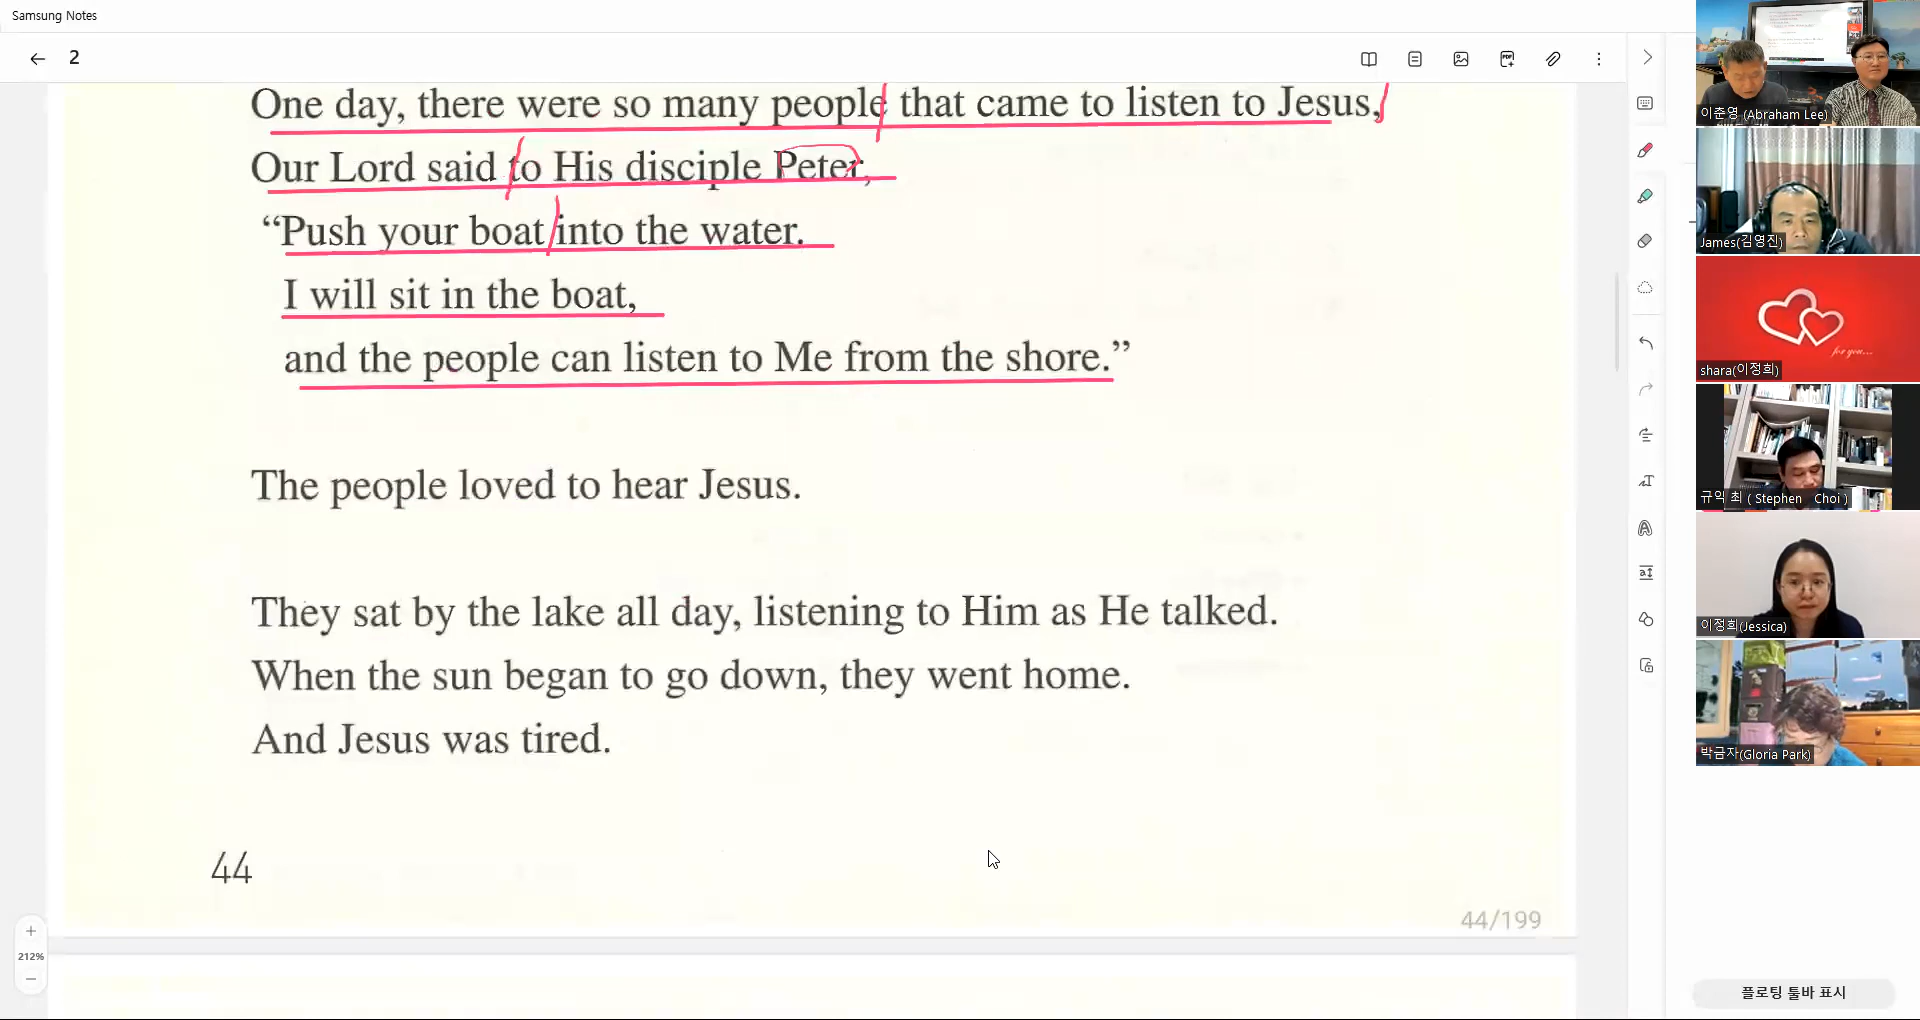 Samsung Notes
2
One day, there were so many people that came to listen to Jesus,
Our Lord said to His disciple Peter,
“Push your boat into the water.
I will sit in the boat,
and the people can listen to Me from the shore.”
The people loved to hear Jesus.
They sat by the lake all day, listening to Him as He talked.
When the sun began to go down, they went home.
And Jesus was tired.
44
44/199
212%
이춘영 (Abraham Lee)
James(김영진)
for you...
shara(이정희)
규익 최 ( Stephen Choi )
이정희(Jessica)
박금자(Gloria Park)
플로팅 툴바 표시